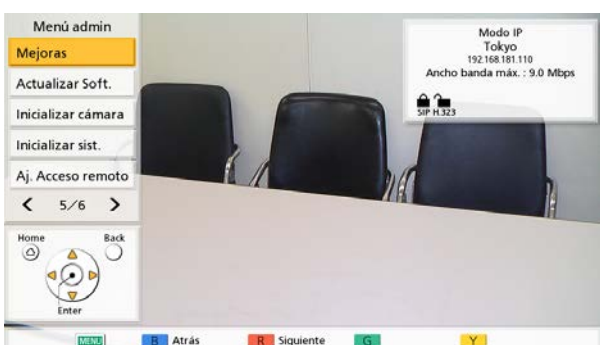 Menú admin
Mejoras
Actualizar Soft.
Inicializar cámara
Inicializar sist.
Aj. Acceso remoto
5/6
Home
Back
Enter
Modo IP
Tokyo
192.168.181.110
Ancho banda máx. : 9.0 Mbps
SIP H.323
MENU
B Atrás
R Siguiente
G
Y